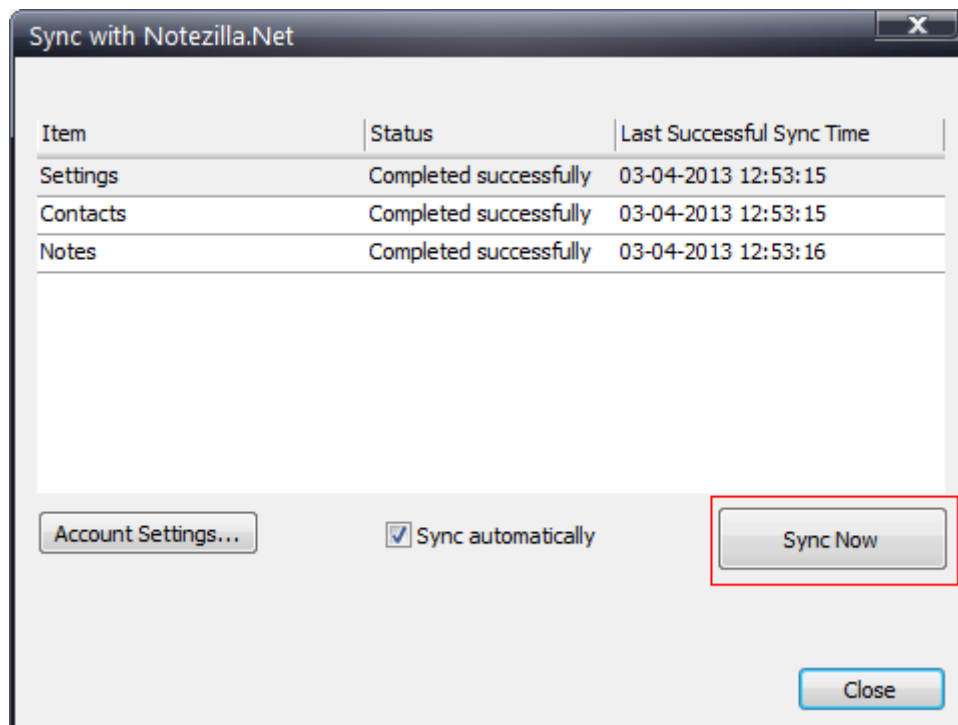 Sync with Notezilla.Net
X
Item Status Last Successful Sync Time
Settings Completed successfully 03-04-2013 12:53:15
Contacts Completed successfully 03-04-2013 12:53:15
Notes Completed successfully 03-04-2013 12:53:16
Account Settings... Sync automatically Sync Now
Close